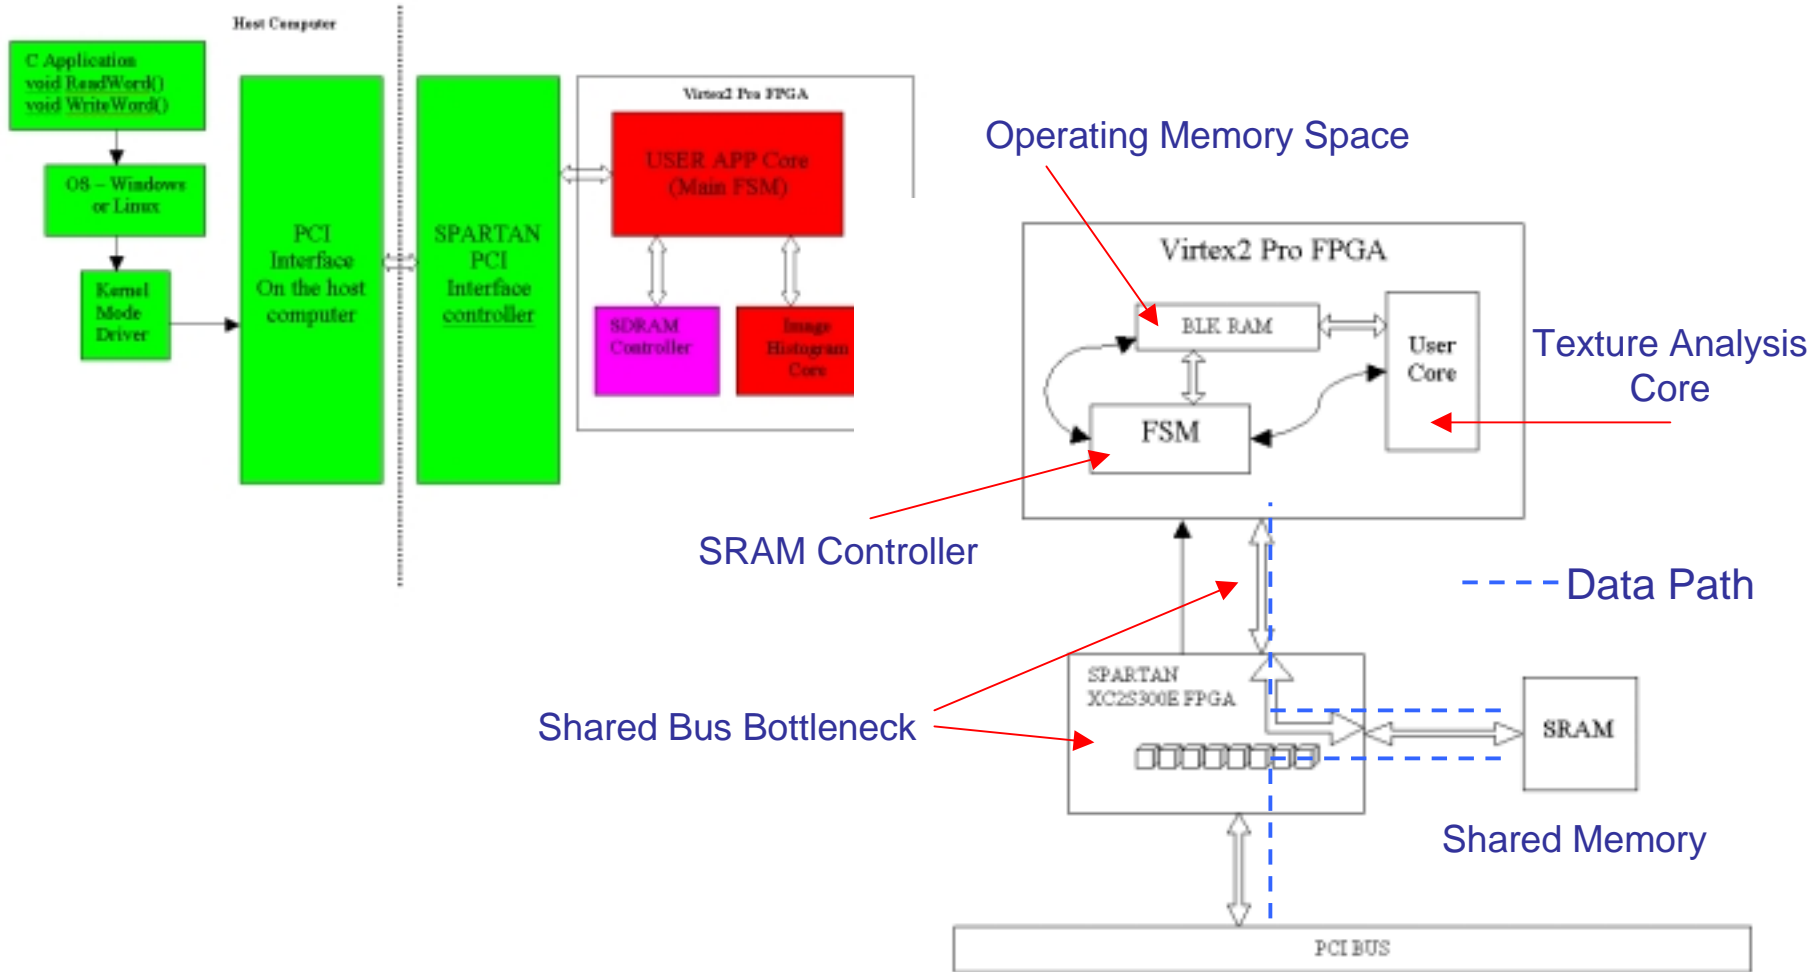 Host Computer
C Application
void ReadWord()
void WriteWord()
OS – Windows
or Linux
Kernel
Mode
Driver
PCI
Interface
On the host
computer
SPARTAN
PCI
Interface
controller
Virtex2 Pro FPGA
USER APP Core
(Main FSM)
SDRAM
Controller
Image
Histogram
Core
Operating Memory Space
Virtex2 Pro FPGA
BLK RAM
User
Core
FSM
Texture Analysis
Core
SRAM Controller
Data Path
Shared Bus Bottleneck
SPARTAN
XC2S300E FPGA
SRAM
Shared Memory
PCI BUS